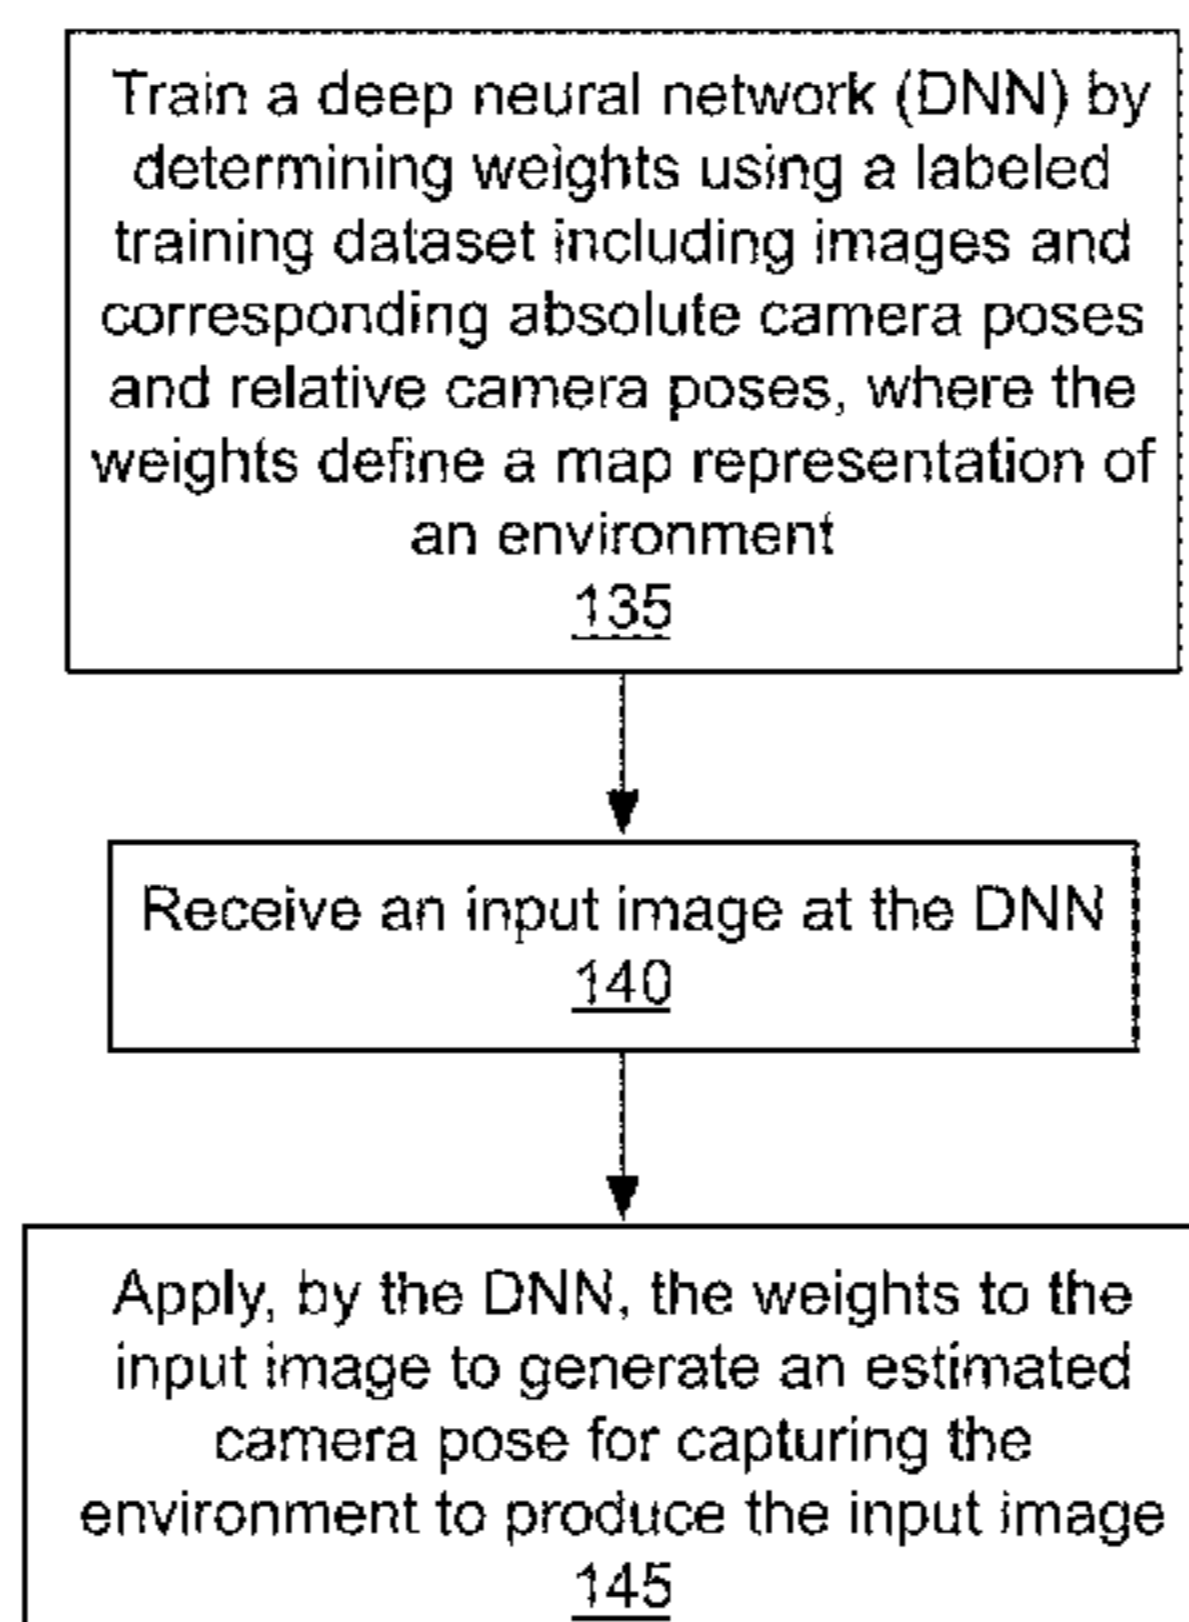 Train a deep neural network (DNN) by
determining weights using a labeled
training dataset including images and
corresponding absolute camera poses
and relative camera poses, where the
weights define a map representation of
an environment
135
Receive an input image at the DNN
140
Apply, by the DNN, the weights to the
input image to generate an estimated
camera pose for capturing the
environment to produce the input image
145